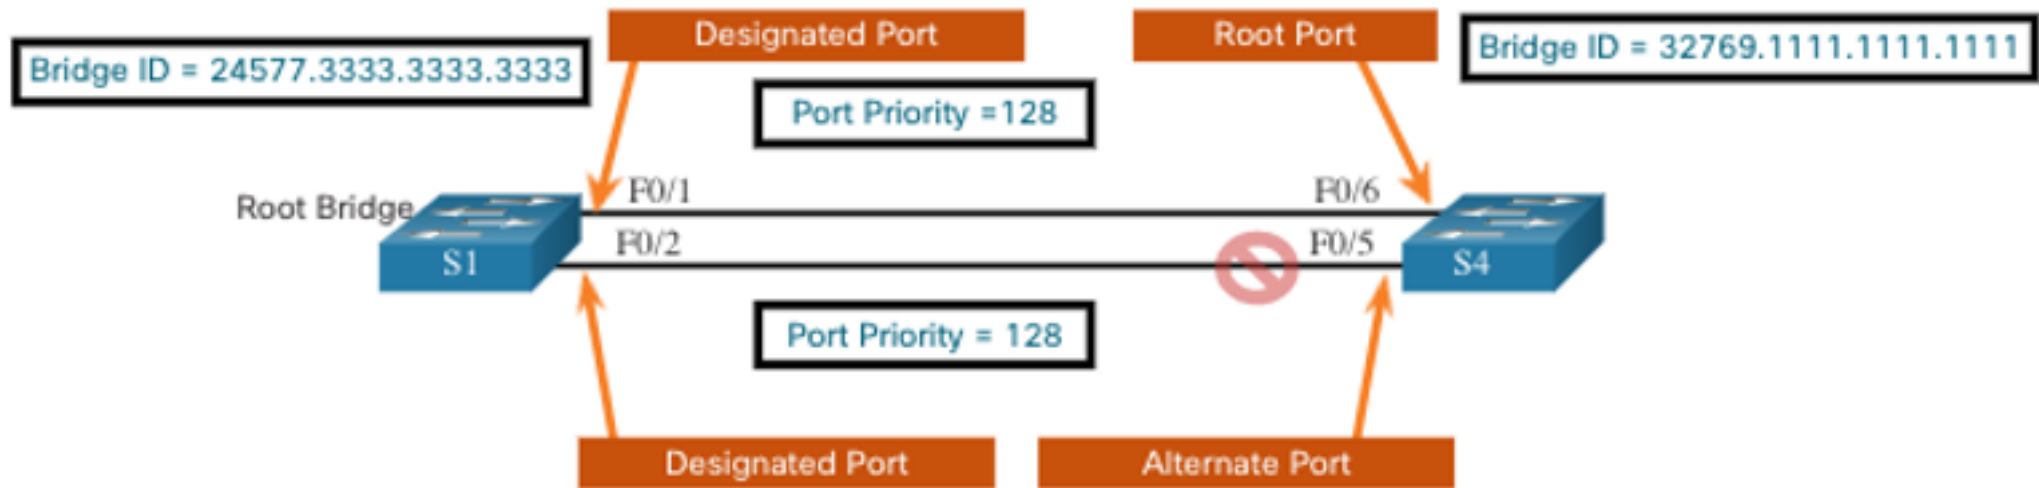 Designated Port
Root Port
Bridge ID = 24577.3333.3333.3333
Bridge ID = 32769.1111.1111.1111
Port Priority =128
Root Bridge
F0/1
F0/6
F0/2
F0/5
S1
S4
Port Priority = 128
Designated Port
Alternate Port